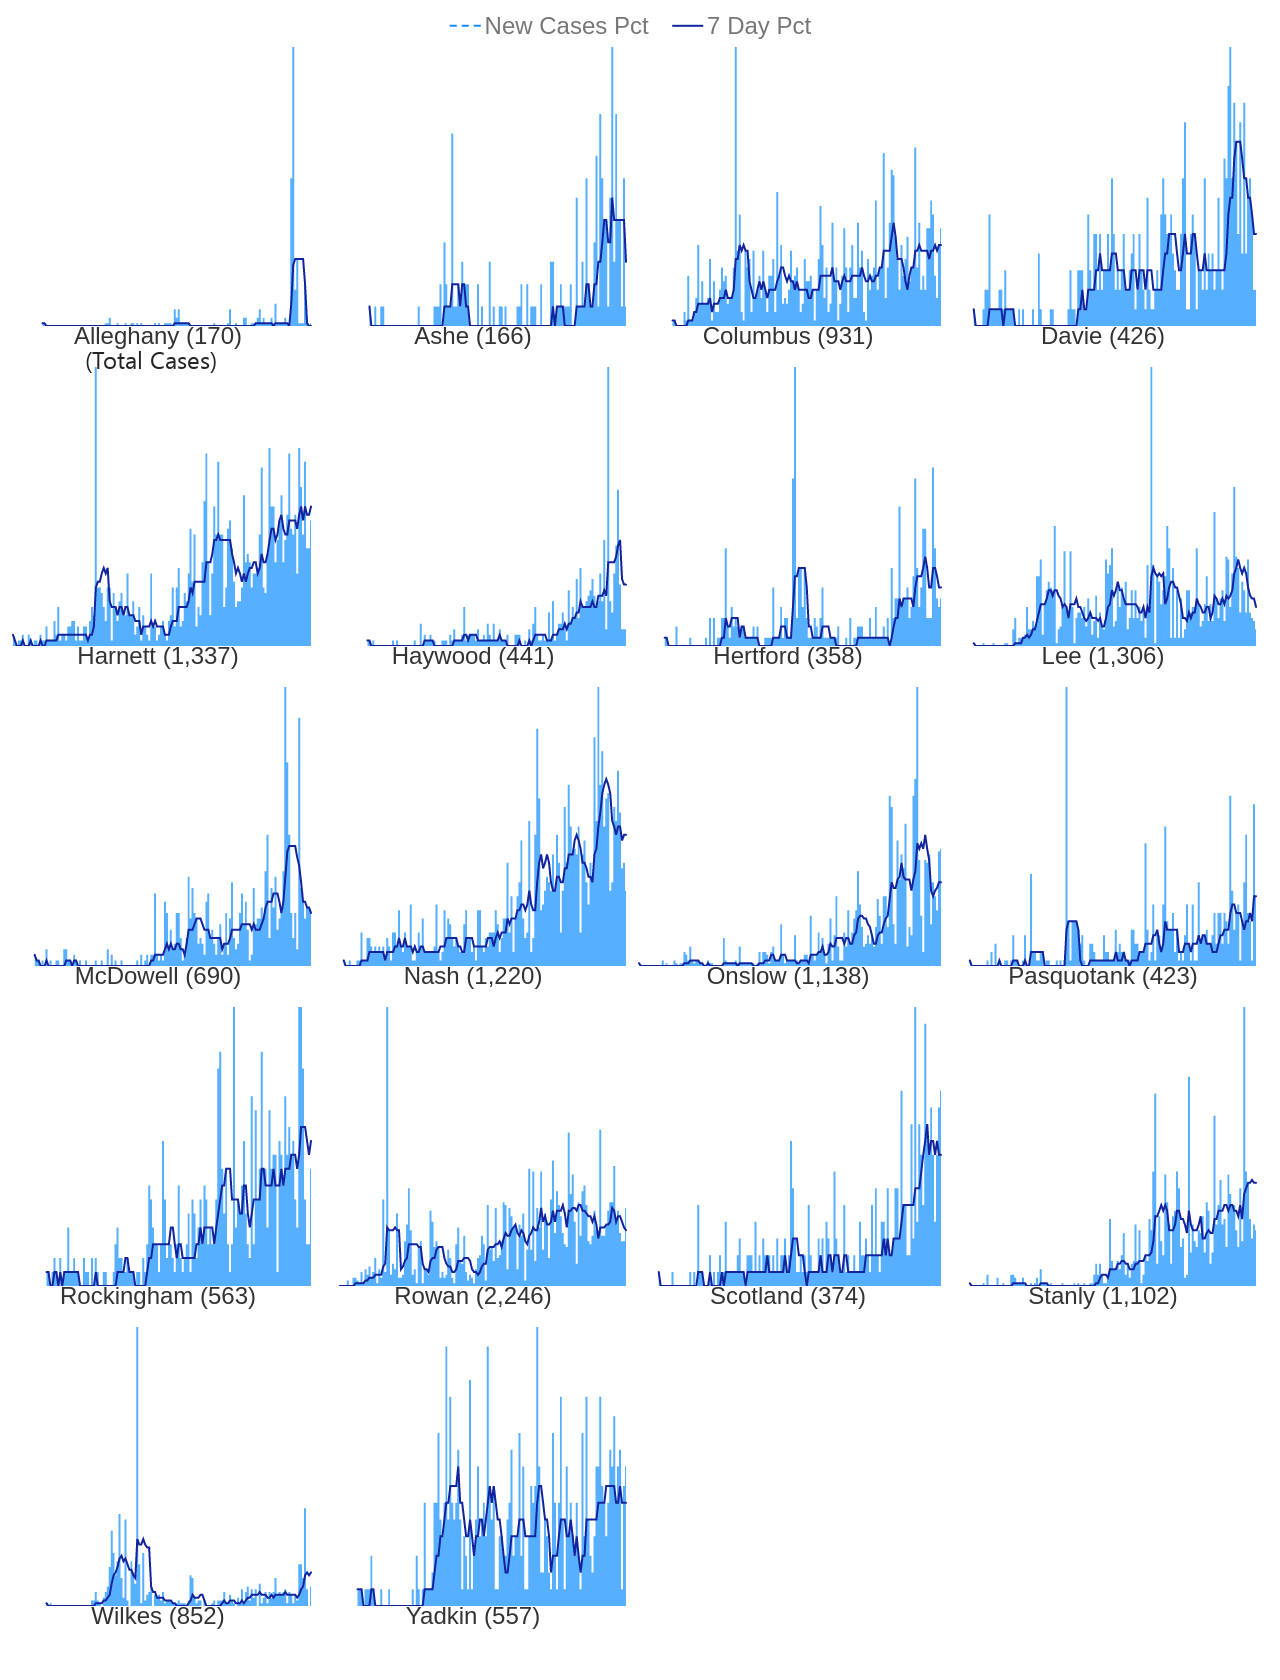 New Cases Pct 7 Day Pct
Alleghany (170) Ashe (166) Columbus (931) Davie (426)
(Total Cases)
Harnett (1,337) Haywood (441) Hertford (358) Lee (1,306)
McDowell (690) Nash (1,220) Onslow (1,138) Pasquotank (423)
Rockingham (563) Rowan (2,246) Scotland (374) Stanly (1,102)
Wilkes (852) Yadkin (557)